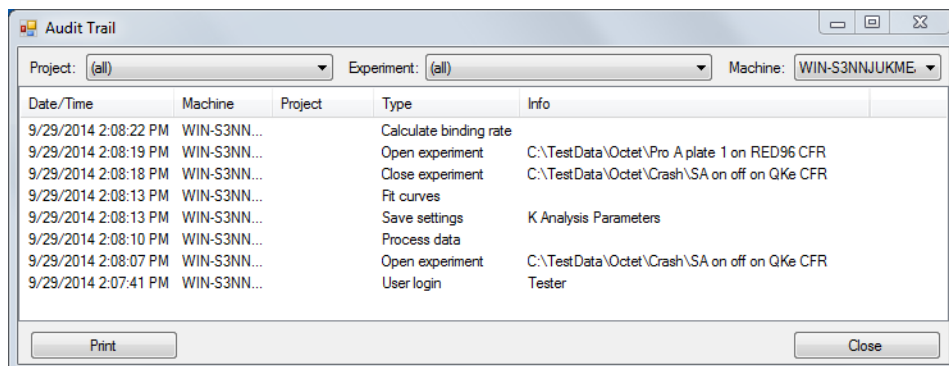 Audit Trail
Project: (all) Experiment: (all) Machine: WIN-S3NNJUKME
Date/Time Machine Project Type Info
9/29/2014 2:08:22 PM WIN-S3NN... Calculate binding rate
9/29/2014 2:08:19 PM WIN-S3NN... Open experiment C:\TestData\Octet\Pro A plate 1 on RED96 CFR
9/29/2014 2:08:18 PM WIN-S3NN... Close experiment C:\TestData\Octet\Crash\SA on off on QKe CFR
9/29/2014 2:08:13 PM WIN-S3NN... Fit curves
9/29/2014 2:08:13 PM WIN-S3NN... Save settings K Analysis Parameters
9/29/2014 2:08:10 PM WIN-S3NN... Process data
9/29/2014 2:08:07 PM WIN-S3NN... Open experiment C:\TestData\Octet\Crash\SA on off on QKe CFR
9/29/2014 2:07:41 PM WIN-S3NN... User login Tester
Print Close